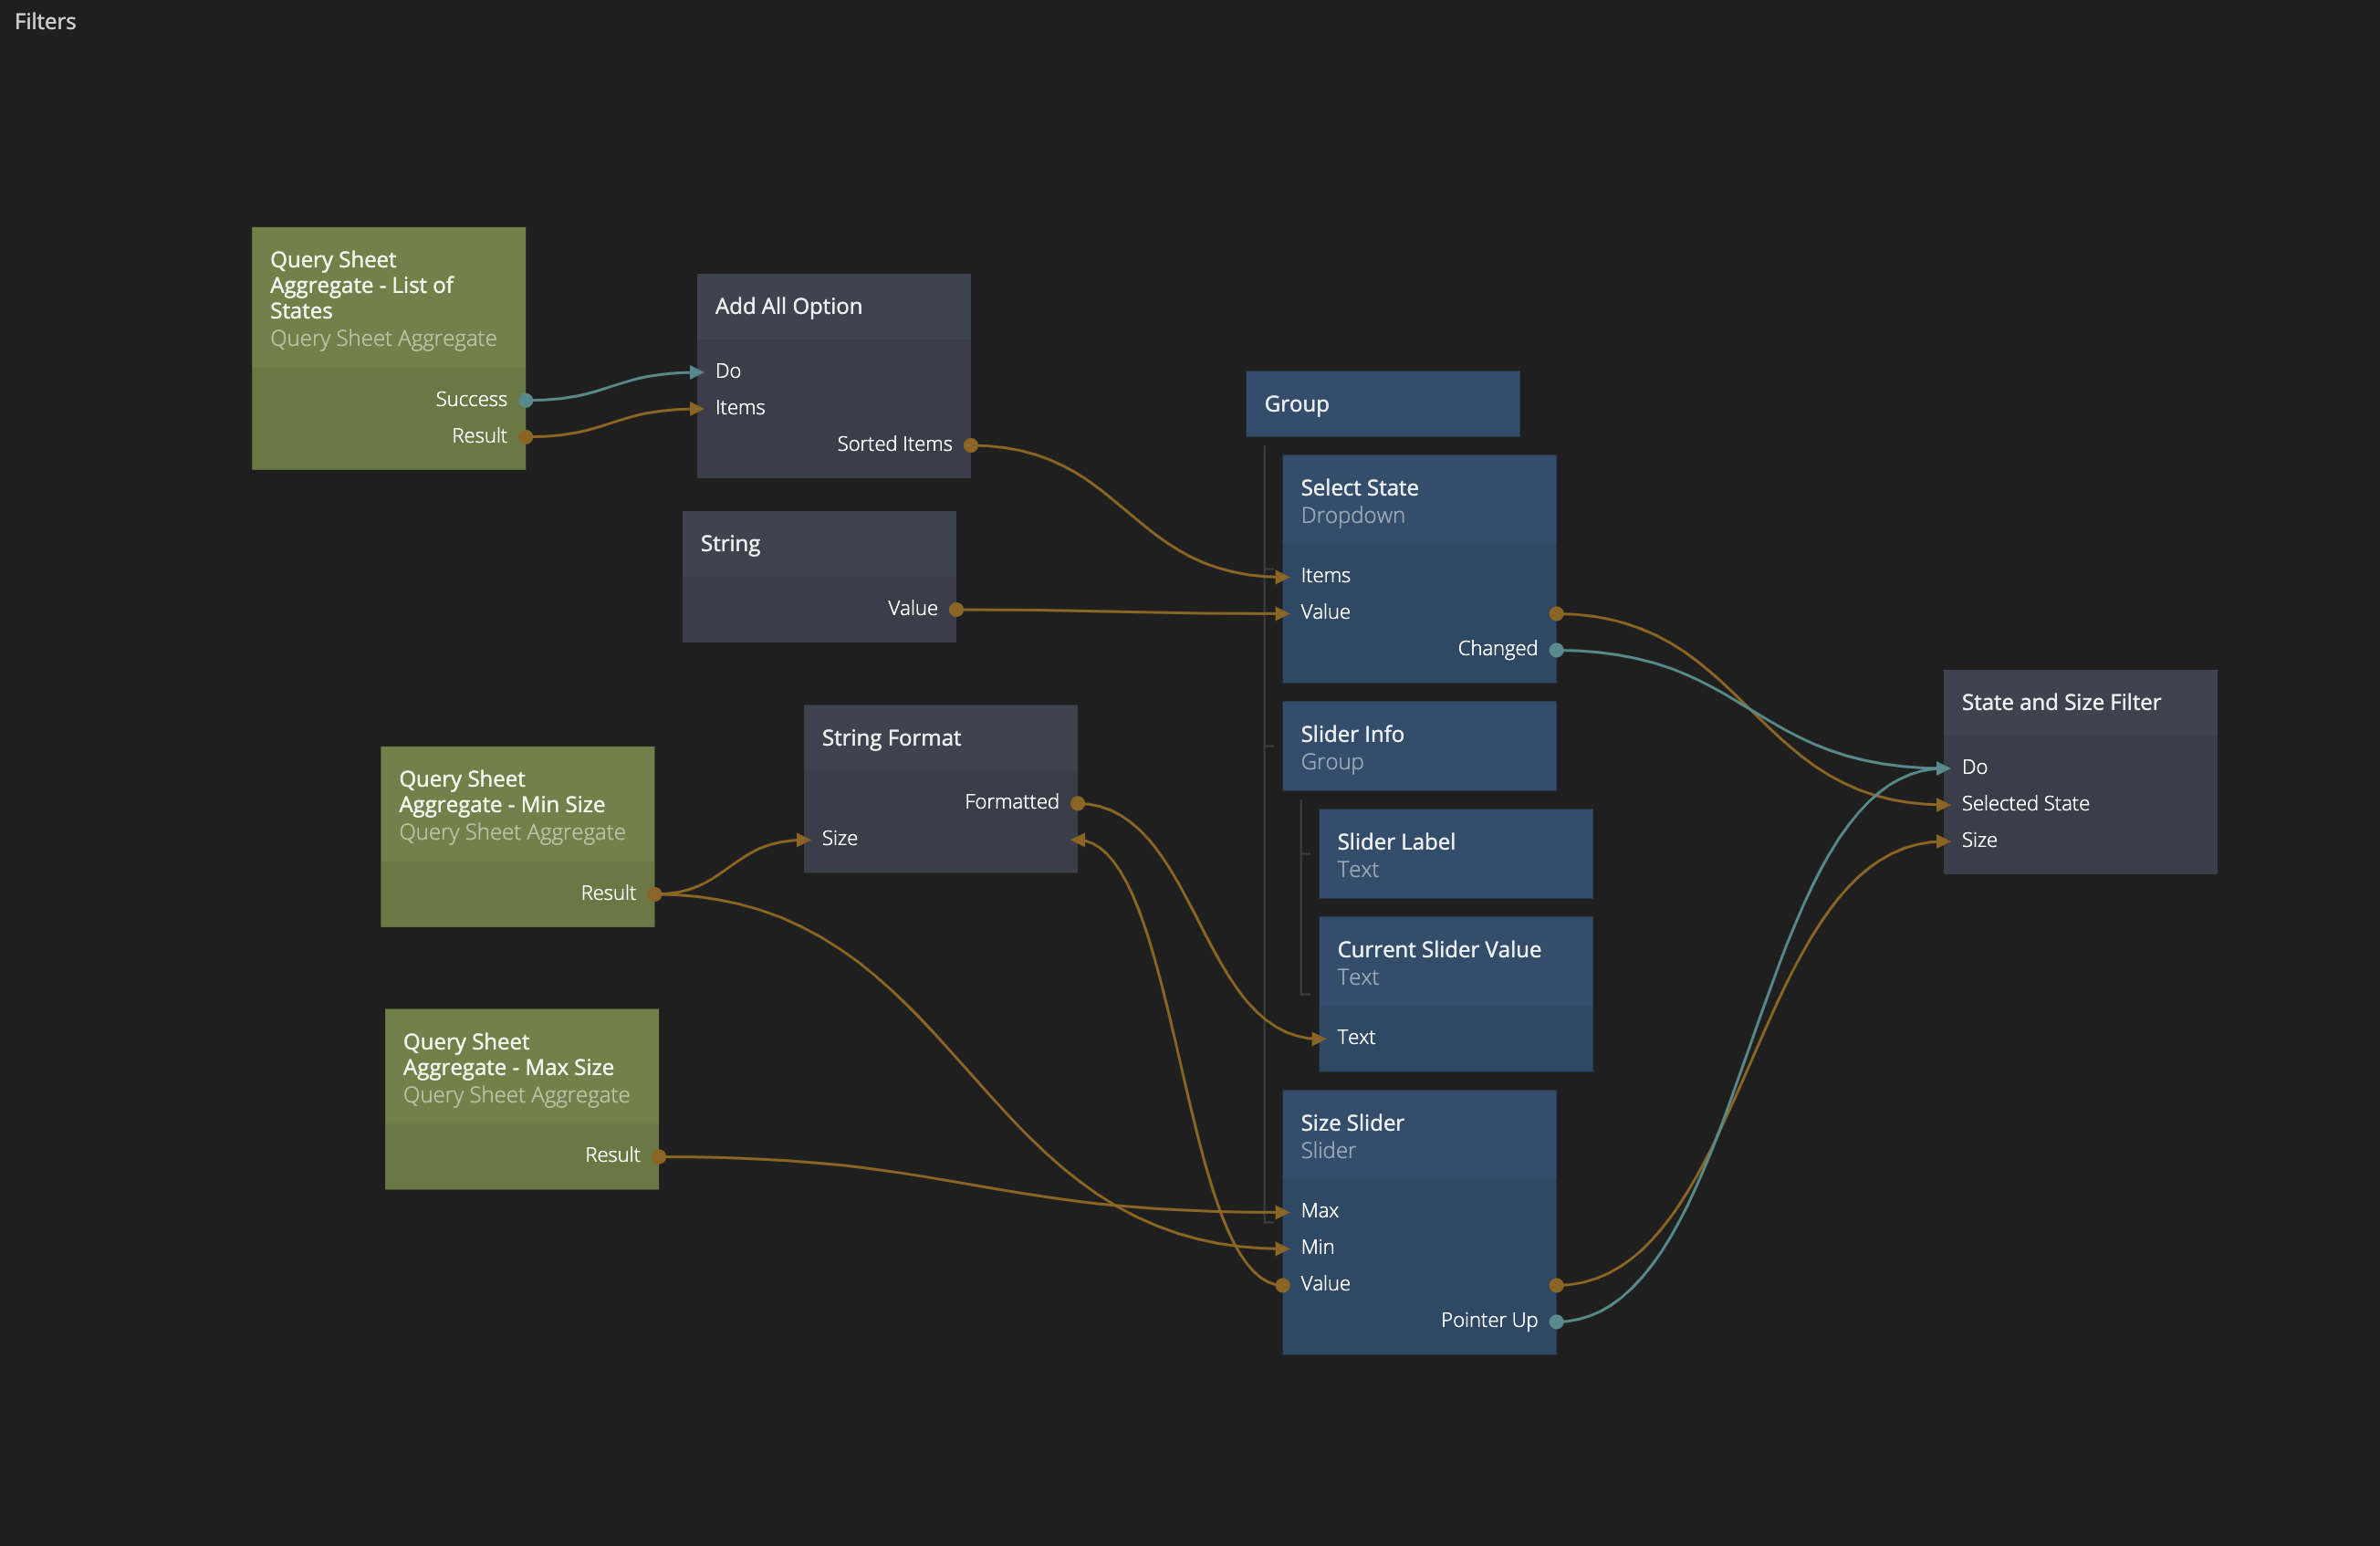 Filters
Query Sheet
Aggregate - List of
States
Query Sheet Aggregate
Success
Result
Add All Option
Do
Items
Sorted Items
String
Value
Group
Select State
Dropdown
Items
Value
Changed
Slider Info
Group
Slider Label
Text
Current Slider Value
Text
Text
Size Slider
Slider
Max
Min
Value
Pointer Up
String Format
Formatted
Size
Query Sheet
Aggregate - Min Size
Query Sheet Aggregate
Result
Query Sheet
Aggregate - Max Size
Query Sheet Aggregate
Result
State and Size Filter
Do
Selected State
Size